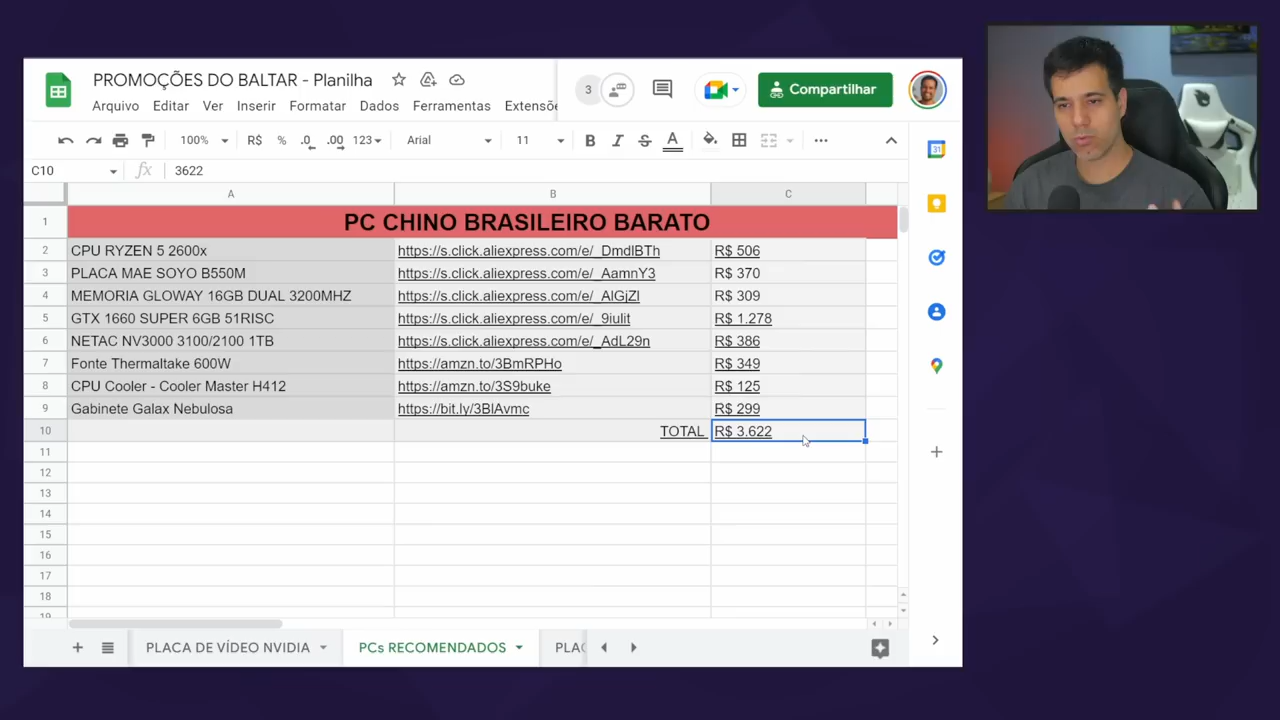 PROMOÇÕES DO BALTAR - Planilha
Arquivo Editar Ver Inserir Formatar Dados Ferramentas Extensõe
3
Compartilhar
100% R$ % .0 .00 123 Arial 11 B I S A
C10 fx 3622
A B C
1 PC CHINO BRASILEIRO BARATO
2 CPU RYZEN 5 2600x https://s.click.aliexpress.com/e/_DmdlBTh R$ 506
3 PLACA MAE SOYO B550M https://s.click.aliexpress.com/e/_AamnY3 R$ 370
4 MEMORIA GLOWAY 16GB DUAL 3200MHZ https://s.click.aliexpress.com/e/_AlGjZl R$ 309
5 GTX 1660 SUPER 6GB 51RISC https://s.click.aliexpress.com/e/_9iulit R$ 1.278
6 NETAC NV3000 3100/2100 1TB https://s.click.aliexpress.com/e/_AdL29n R$ 386
7 Fonte Thermaltake 600W https://amzn.to/3BmRPHo R$ 349
8 CPU Cooler - Cooler Master H412 https://amzn.to/3S9buke R$ 125
9 Gabinete Galax Nebulosa https://bit.ly/3BlAvmc R$ 299
10 TOTAL R$ 3.622
11
12
13
14
15
16
17
18
19
PLACA DE VÍDEO NVIDIA PCs RECOMENDADOS PLAC
31